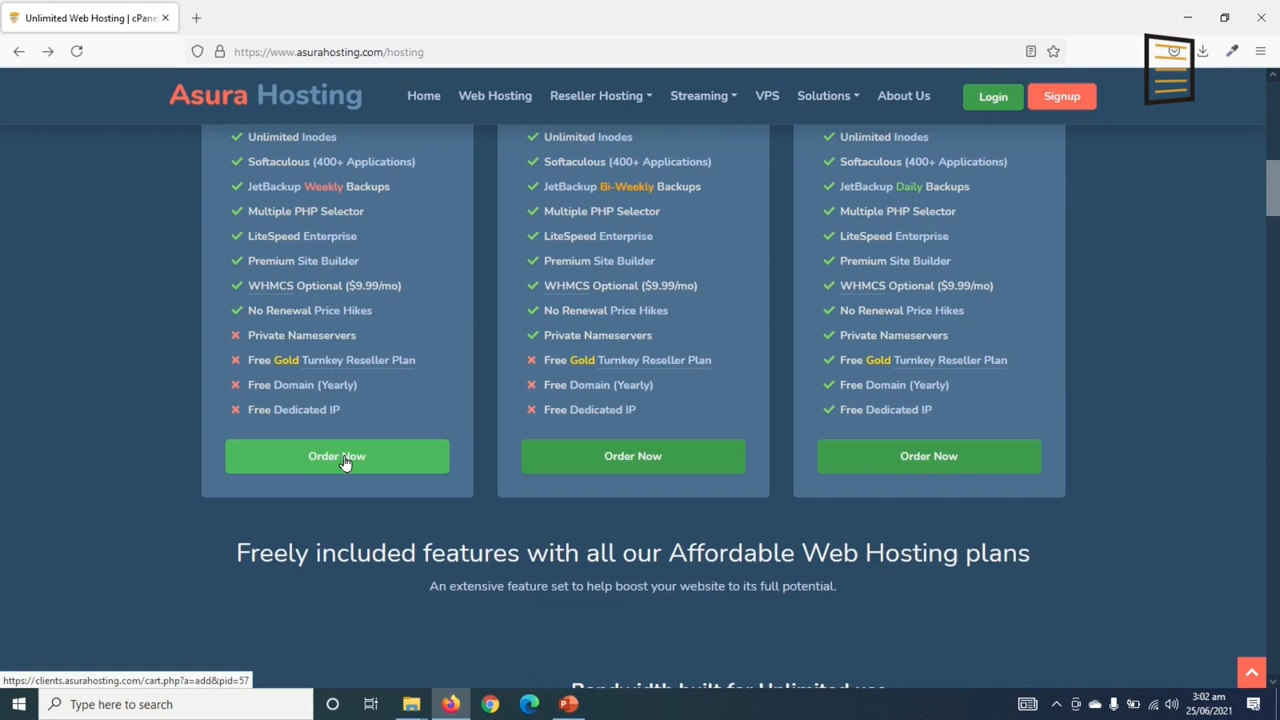 Unlimited Web Hosting | cPane
https://www.asurahosting.com/hosting
Asura Hosting
Home
Web Hosting
Reseller Hosting
Streaming
VPS
Solutions
About Us
Login
Signup
Unlimited Inodes
Softaculous (400+ Applications)
JetBackup Weekly Backups
Multiple PHP Selector
LiteSpeed Enterprise
Premium Site Builder
WHMCS Optional ($9.99/mo)
No Renewal Price Hikes
Private Nameservers
Free Gold Turnkey Reseller Plan
Free Domain (Yearly)
Free Dedicated IP
Order Now
Unlimited Inodes
Softaculous (400+ Applications)
JetBackup Bi-Weekly Backups
Multiple PHP Selector
LiteSpeed Enterprise
Premium Site Builder
WHMCS Optional ($9.99/mo)
No Renewal Price Hikes
Private Nameservers
Free Gold Turnkey Reseller Plan
Free Domain (Yearly)
Free Dedicated IP
Order Now
Unlimited Inodes
Softaculous (400+ Applications)
JetBackup Daily Backups
Multiple PHP Selector
LiteSpeed Enterprise
Premium Site Builder
WHMCS Optional ($9.99/mo)
No Renewal Price Hikes
Private Nameservers
Free Gold Turnkey Reseller Plan
Free Domain (Yearly)
Free Dedicated IP
Order Now
Freely included features with all our Affordable Web Hosting plans
An extensive feature set to help boost your website to its full potential.
Bandwidth built for Unlimited use
https://clients.asurahosting.com/cart.php?a=add&pid=57
Type here to search
3:02 am
25/06/2021